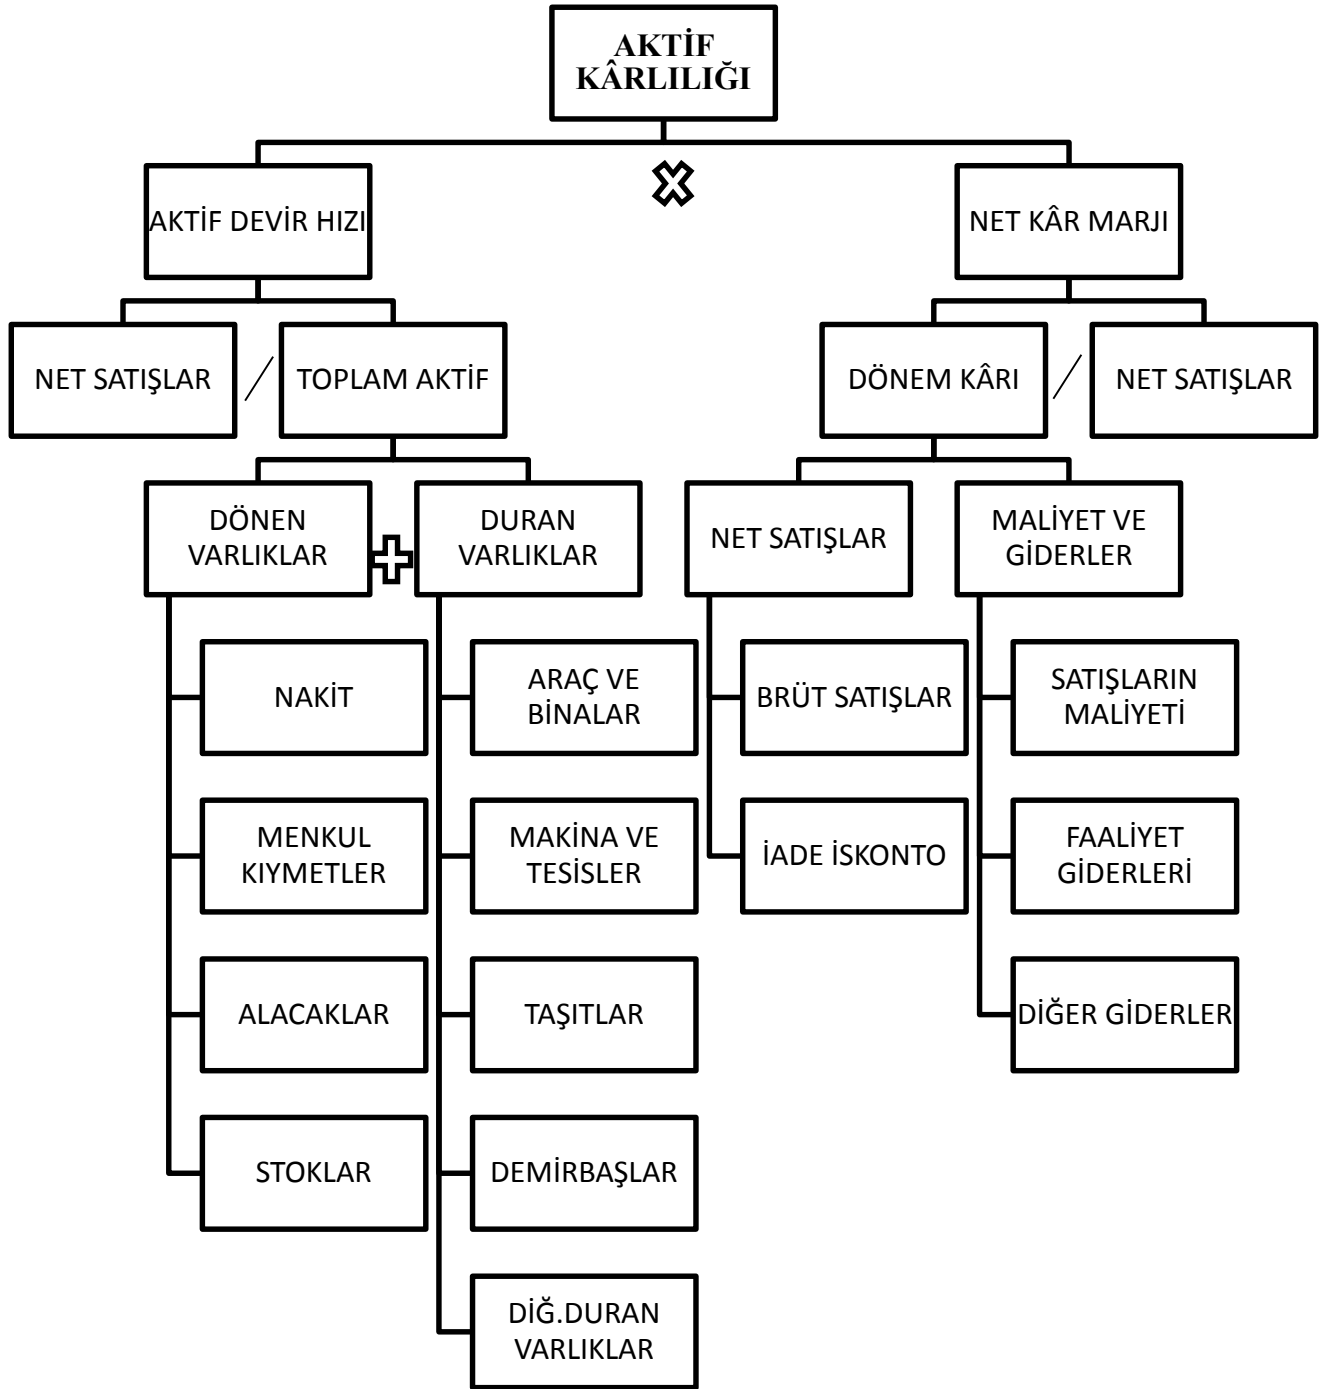 AKTİF
KÂRLILIĞI
AKTİF DEVİR HIZI
NET KÂR MARJI
NET SATIŞLAR
/
TOPLAM AKTİF
DÖNEM KÂRI
/
NET SATIŞLAR
DÖNEN
VARLIKLAR
DURAN
VARLIKLAR
NET SATIŞLAR
MALİYET VE
GİDERLER
NAKİT
ARAÇ VE
BİNALAR
BRÜT SATIŞLAR
SATIŞLARIN
MALİYETİ
MENKUL
KIYMETLER
MAKİNA VE
TESİSLER
İADE İSKONTO
FAALİYET
GİDERLERİ
ALACAKLAR
TAŞITLAR
DİĞER GİDERLER
STOKLAR
DEMİRBAŞLAR
DİĞ.DURAN
VARLIKLAR